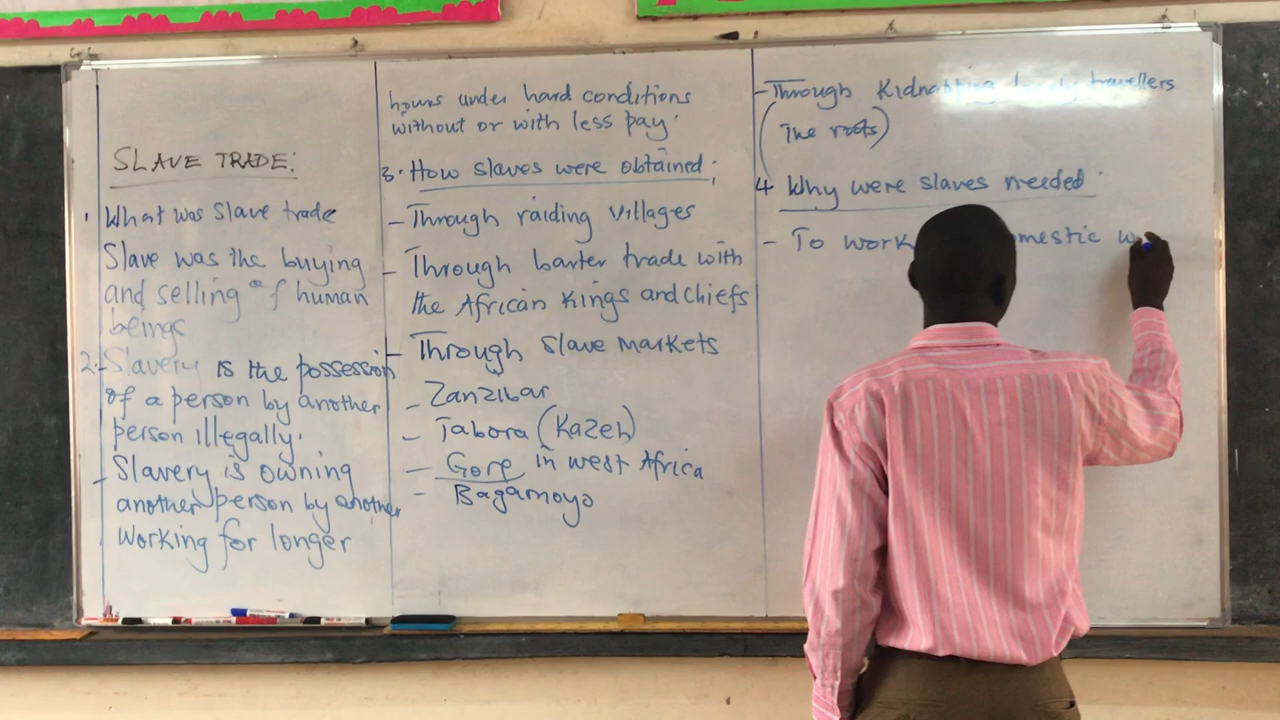 SLAVE TRADE:
1. What was Slave trade
Slave was the buying
and selling of human
beings
2. Slavery is the possession
of a person by another
person illegally.
- Slavery is owning
another person by another
working for longer
hours under hard conditions
without or with less pay.
3. How slaves were obtained;
- Through raiding villages
- Through barter trade with
the African Kings and Chiefs
- Through slave markets
- Zanzibar
- Tabora (Kazeh)
- Gore in west Africa
- Bagamoyo
- Through Kidnapping lonely travellers
(The roots)
4 Why were slaves needed.
- To work